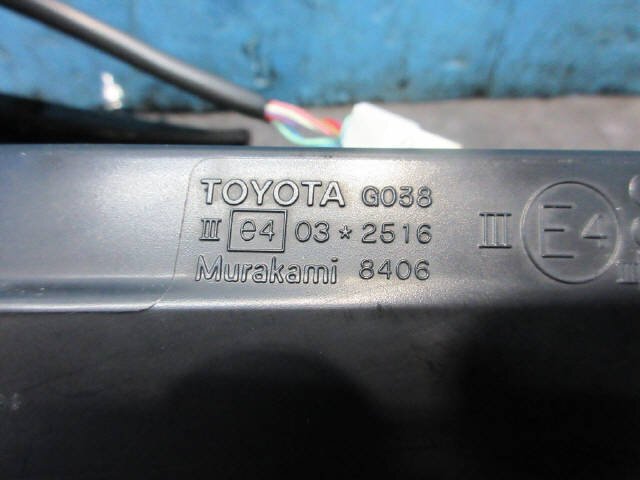 TOYOTA G038
III e4 03 * 2516
Murakami 8406
III E4